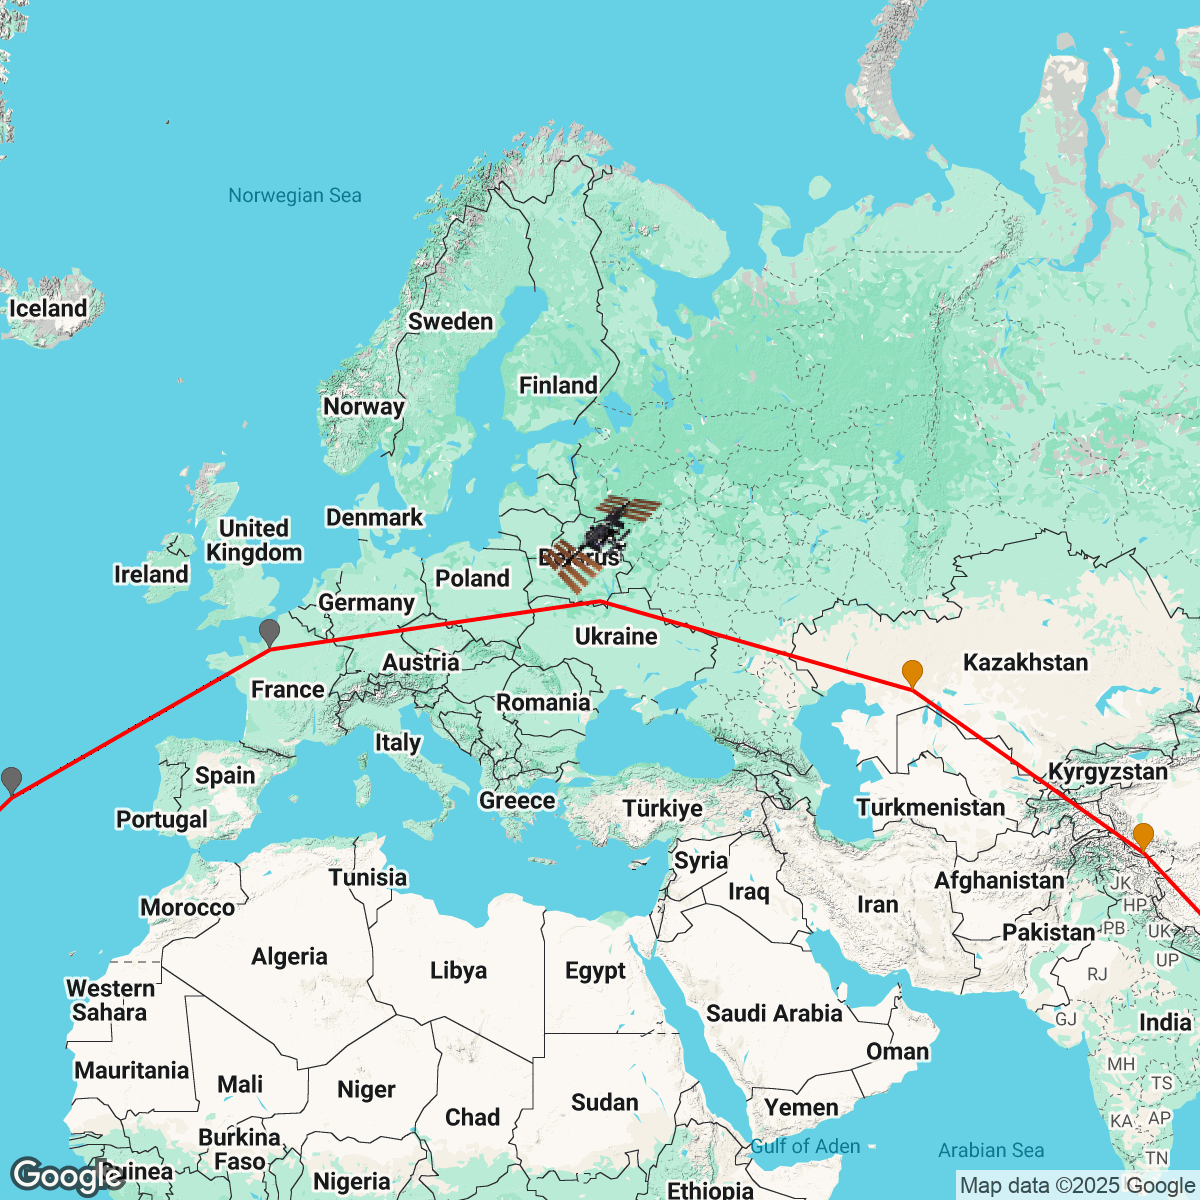 Norwegian Sea
Iceland
Sweden
Finland
Norway
Denmark
United
Kingdom
Ireland
Poland
Germany
Ukraine
Austria
Kazakhstan
France
Romania
Italy
Spain
Kyrgyzstan
Greece
Türkiye
Turkmenistan
Portugal
Syria
Tunisia
Iraq
Afghanistan
JK
Morocco
Iran
HP
Pakistan
PB
UK
Algeria
Libya
Egypt
UP
RJ
Western
Sahara
Saudi Arabia
GJ
India
Oman
Mauritania
Mali
Niger
MH
TS
Chad
Sudan
Yemen
KA
AP
Burkina
Faso
Gulf of Aden
Arabian Sea
TN
Nigeria
Ethiopia
Google
Map data ©2025 Google